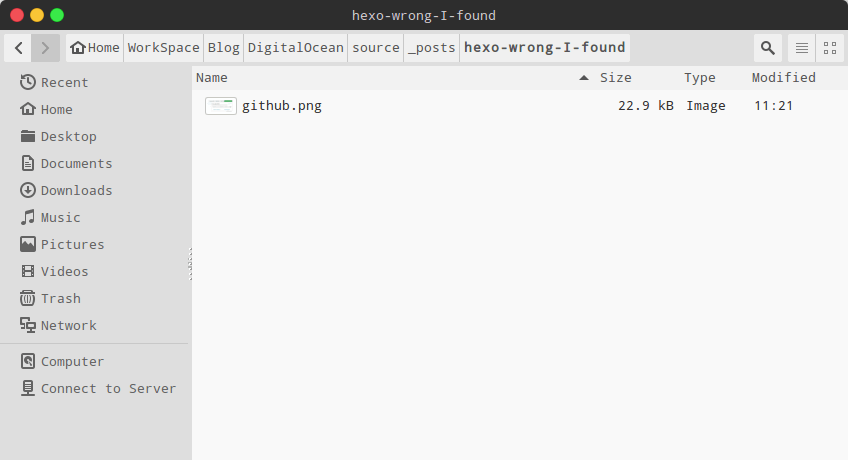 hexo-wrong-I-found
Home WorkSpace Blog DigitalOcean source _posts hexo-wrong-I-found
Name Size Type Modified
github.png 22.9 kB Image 11:21
Recent
Home
Desktop
Documents
Downloads
Music
Pictures
Videos
Trash
Network
Computer
Connect to Server